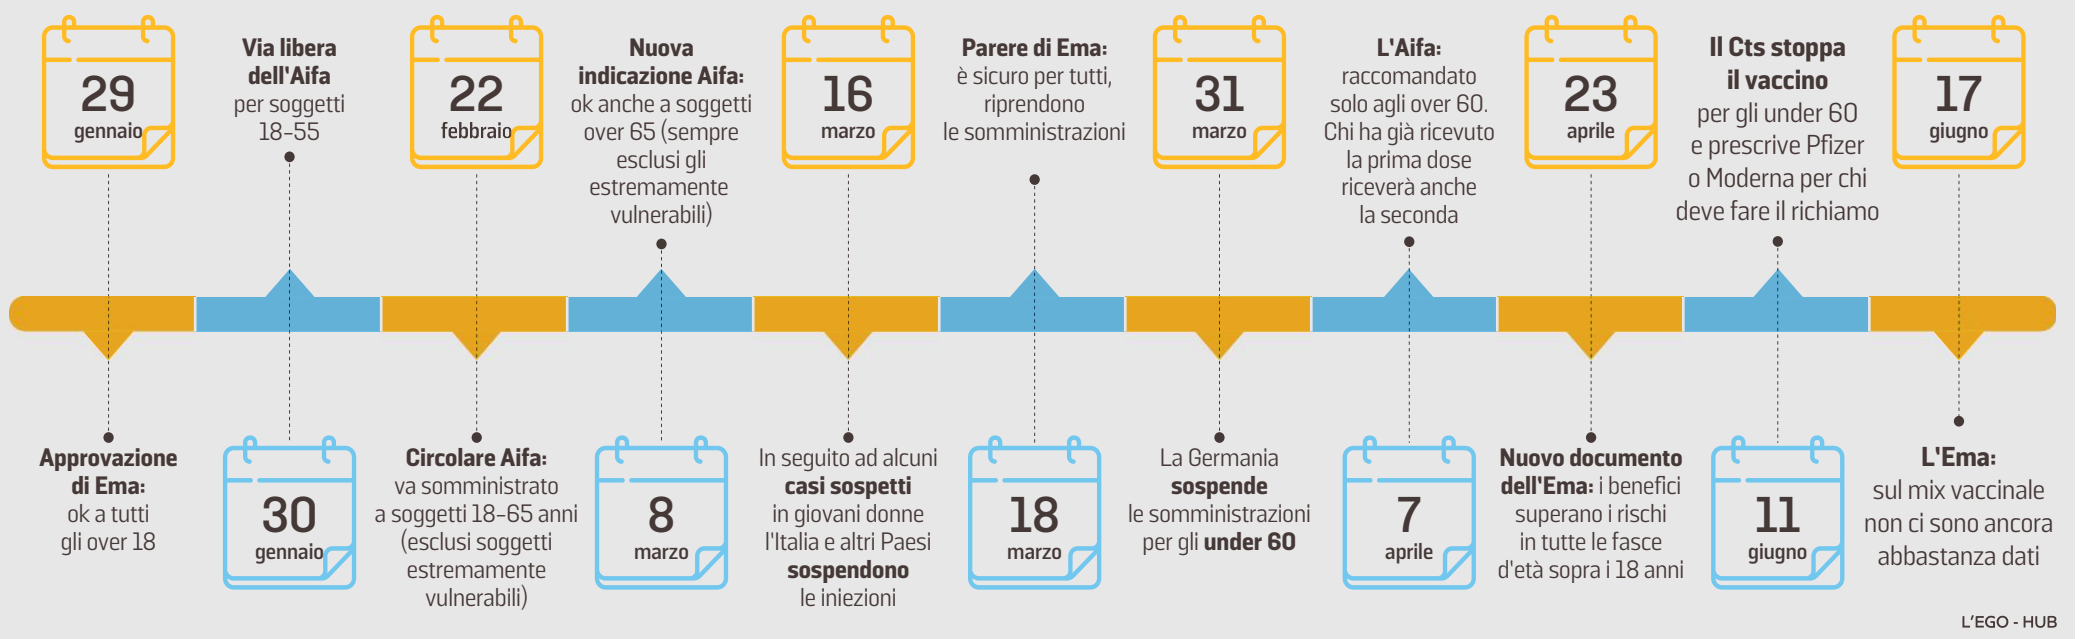 29
gennaio
Approvazione
di Ema:
ok a tutti
gli over 18
Via libera
dell'Aifa
per soggetti
18-55
30
gennaio
22
febbraio
Circolare Aifa:
va somministrato
a soggetti 18-65 anni
(esclusi soggetti
estremamente
vulnerabili)
Nuova
indicazione Aifa:
ok anche a soggetti
over 65 (sempre
esclusi gli
estremamente
vulnerabili)
8
marzo
16
marzo
In seguito ad alcuni
casi sospetti
in giovani donne
l'Italia e altri Paesi
sospendono
le iniezioni
Parere di Ema:
è sicuro per tutti,
riprendono
le somministrazioni
18
marzo
31
marzo
La Germania
sospende
le somministrazioni
per gli under 60
L'Aifa:
raccomandato
solo agli over 60.
Chi ha già ricevuto
la prima dose
riceverà anche
la seconda
7
aprile
23
aprile
Nuovo documento
dell'Ema: i benefici
superano i rischi
in tutte le fasce
d'età sopra i 18 anni
Il Cts stoppa
il vaccino
per gli under 60
e prescrive Pfizer
o Moderna per chi
deve fare il richiamo
11
giugno
17
giugno
L'Ema:
sul mix vaccinale
non ci sono ancora
abbastanza dati
L'EGO - HUB